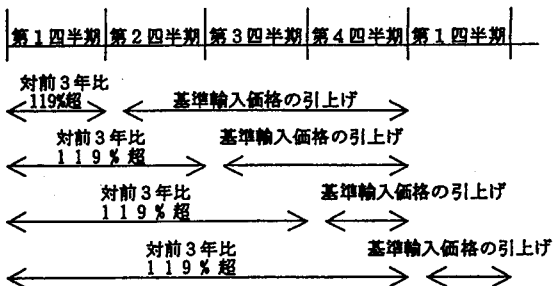 第1四半期 第2四半期 第3四半期 第4四半期 第1四半期
対前3年比
119%超 基準輸入価格の引上げ
対前3年比 基準輸入価格の引上げ
119%超
対前3年比 基準輸入価格の引上げ
119%超
対前3年比 基準輸入価格の引上げ
119%超